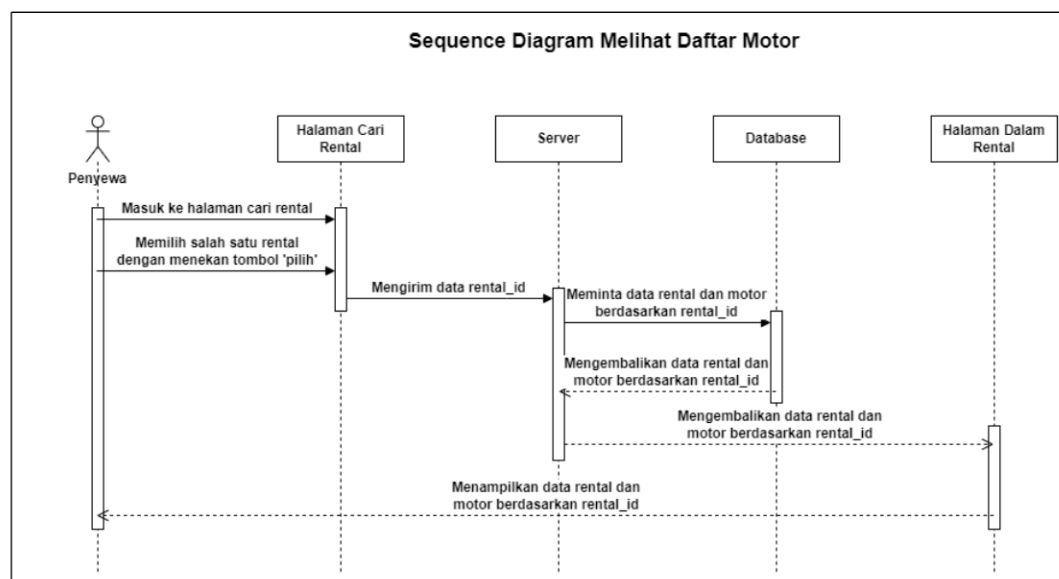 Sequence Diagram Melihat Daftar Motor
Halaman Cari
Rental
Server
Database
Halaman Dalam
Rental
Penyewa
Masuk ke halaman cari rental
Memilih salah satu rental
dengan menekan tombol 'pilih'
Mengirim data rental_id
Meminta data rental dan motor
berdasarkan rental_id
Mengembalikan data rental dan
motor berdasarkan rental_id
Mengembalikan data rental dan
motor berdasarkan rental_id
Menampilkan data rental dan
motor berdasarkan rental_id